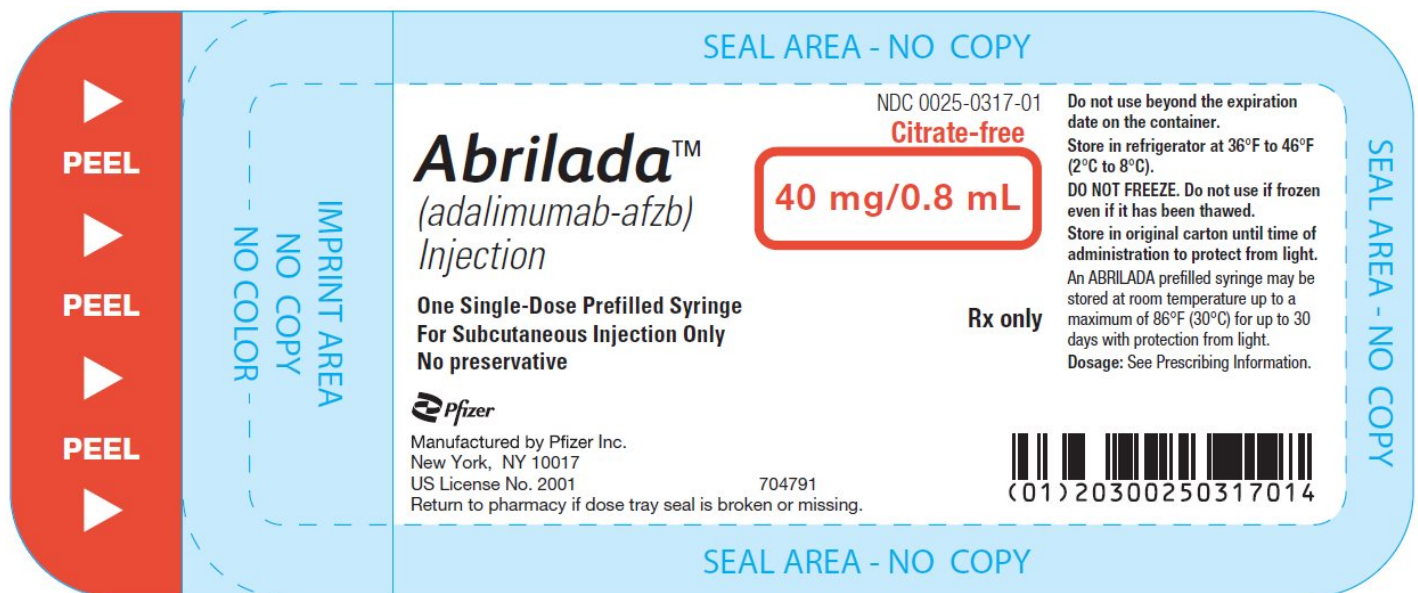 SEAL AREA - NO COPY
PEEL
PEEL
PEEL
IMPRINT AREA
NO COPY
NO COLOR
NDC 0025-0317-01
Citrate-free
Abrilada™
(adalimumab-afzb)
Injection
40 mg/0.8 mL
One Single-Dose Prefilled Syringe
For Subcutaneous Injection Only
No preservative
Rx only
Pfizer
Manufactured by Pfizer Inc.
New York, NY 10017
US License No. 2001 704791
Return to pharmacy if dose tray seal is broken or missing.
Do not use beyond the expiration
date on the container.
Store in refrigerator at 36°F to 46°F
(2°C to 8°C).
DO NOT FREEZE. Do not use if frozen
even if it has been thawed.
Store in original carton until time of
administration to protect from light.
An ABRILADA prefilled syringe may be
stored at room temperature up to a
maximum of 86°F (30°C) for up to 30
days with protection from light.
Dosage: See Prescribing Information.
(01)20300250317014
SEAL AREA - NO COPY
SEAL AREA - NO COPY